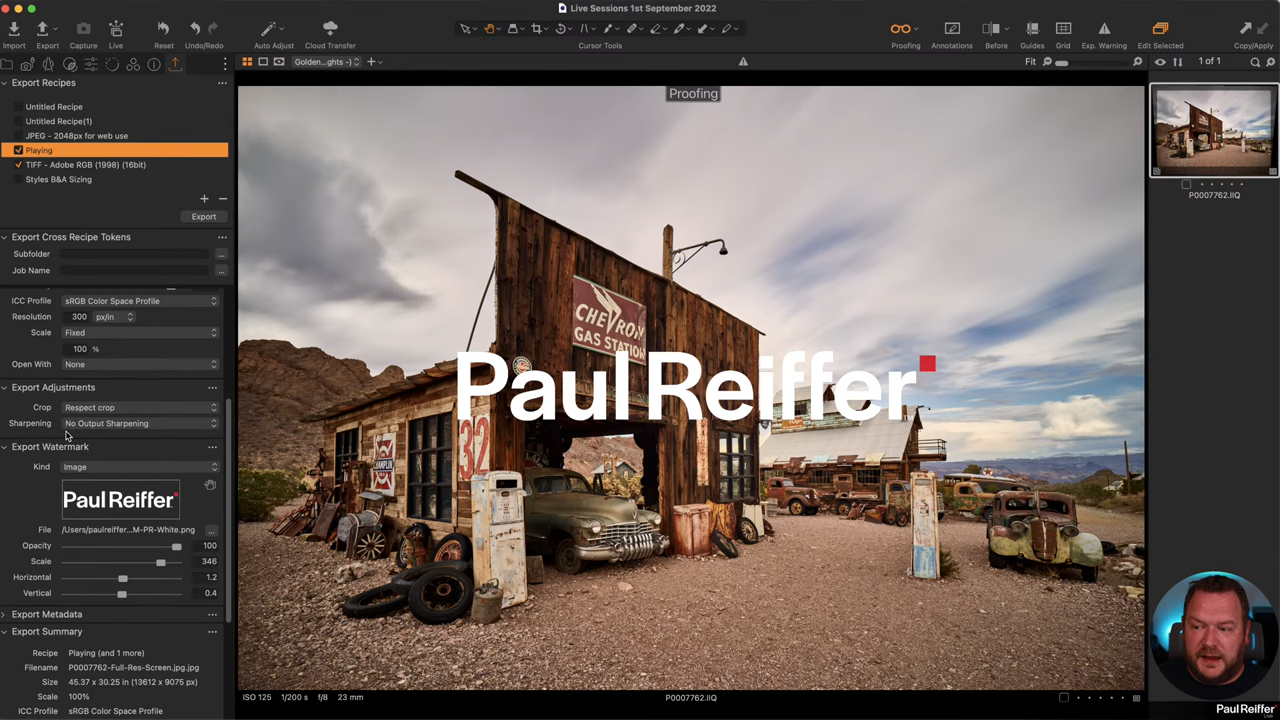 Live Sessions 1st September 2022
Import
Export
Capture
Live
Reset
Undo/Redo
Auto Adjust
Cloud Transfer
Cursor Tools
Proofing
Annotations
Before
Guides
Grid
Exp. Warning
Edit Selected
Copy/Apply
Golden...ghts -)
Fit
1 of 1
Export Recipes
Untitled Recipe
Untitled Recipe(1)
JPEG - 2048px for web use
Playing
TIFF - Adobe RGB (1998) (16bit)
Styles B&A Sizing
Export
Export Cross Recipe Tokens
Subfolder
Job Name
ICC Profile sRGB Color Space Profile
Resolution 300 px/in
Scale Fixed
100 %
Open With None
Export Adjustments
Crop Respect crop
Sharpening No Output Sharpening
Export Watermark
Kind Image
Paul Reiffer
File /Users/paulreiffer...M-PR-White.png
Opacity 100
Scale 346
Horizontal 1.2
Vertical 0.4
Export Metadata
Export Summary
Recipe Playing (and 1 more)
Filename P0007762-Full-Res-Screen.jpg.jpg
Size 45.37 x 30.25 in (13612 x 9075 px)
Scale 100%
ICC Profile sRGB Color Space Profile
Proofing
CHEVRON
GAS STATION
Paul Reiffer
32
ISO 125 1/200 s f/8 23 mm
P0007762.IIQ
P0007762.IIQ
Paul Reiffer
Live